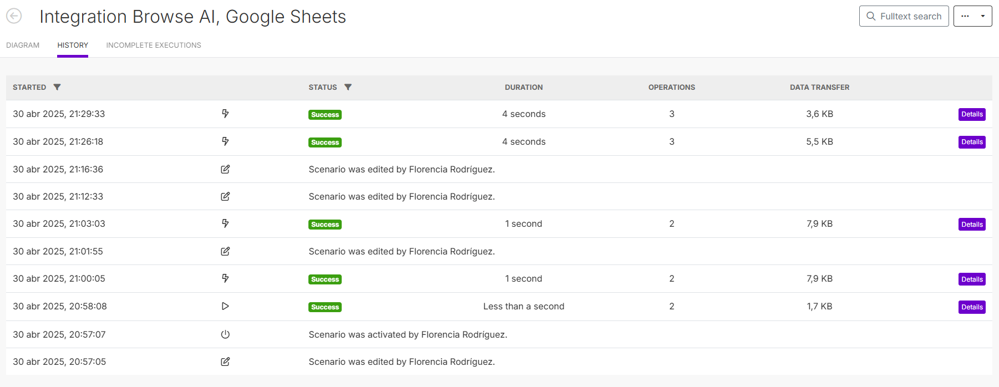 Integration Browse AI, Google Sheets
Fulltext search
DIAGRAM HISTORY INCOMPLETE EXECUTIONS
STARTED STATUS DURATION OPERATIONS DATA TRANSFER
30 abr 2025, 21:29:33 Success 4 seconds 3 3,6 KB Details
30 abr 2025, 21:26:18 Success 4 seconds 3 5,5 KB Details
30 abr 2025, 21:16:36 Scenario was edited by Florencia Rodríguez.
30 abr 2025, 21:12:33 Scenario was edited by Florencia Rodríguez.
30 abr 2025, 21:03:03 Success 1 second 2 7,9 KB Details
30 abr 2025, 21:01:55 Scenario was edited by Florencia Rodríguez.
30 abr 2025, 21:00:05 Success 1 second 2 7,9 KB Details
30 abr 2025, 20:58:08 Success Less than a second 2 1,7 KB Details
30 abr 2025, 20:57:07 Scenario was activated by Florencia Rodríguez.
30 abr 2025, 20:57:05 Scenario was edited by Florencia Rodríguez.